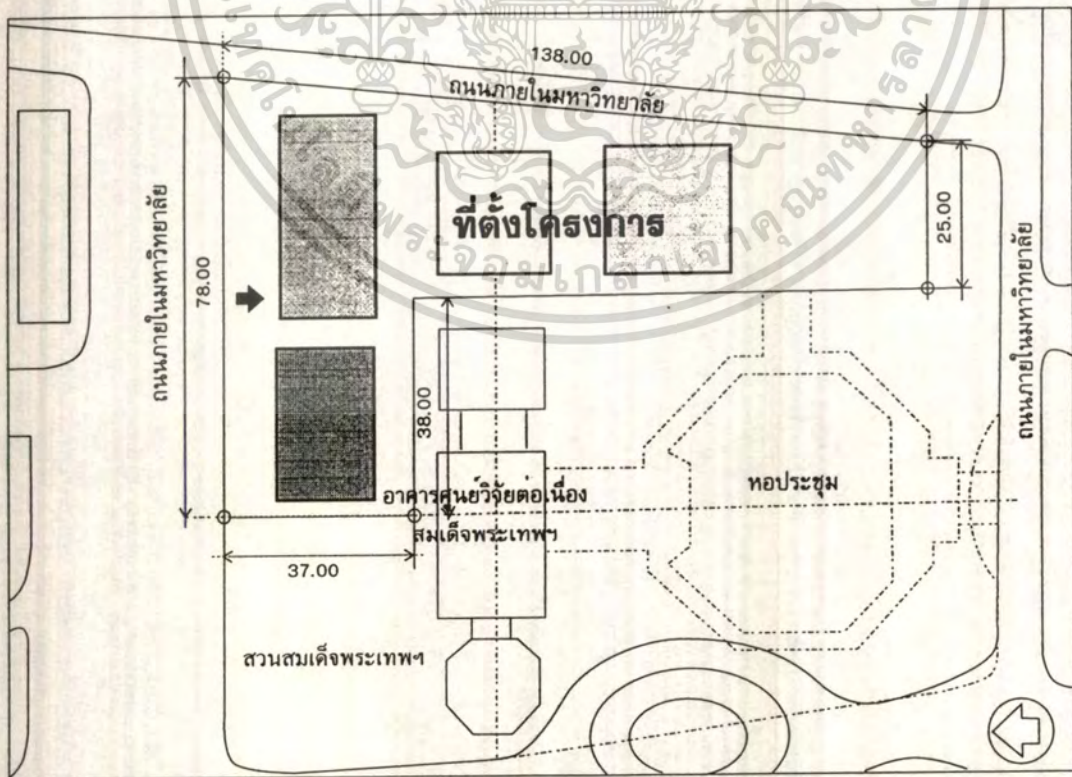 138.00
ถนนภายในมหาวิทยาลัย
ถนนภายในมหาวิทยาลัย
78.00
ที่ตั้งโครงการ
25.00
ถนนภายในมหาวิทยาลัย
38.00
หอประชุม
อาคารศูนย์วิจัยต่อเนื่อง
สมเด็จพระเทพฯ
37.00
สวนสมเด็จพระเทพฯ